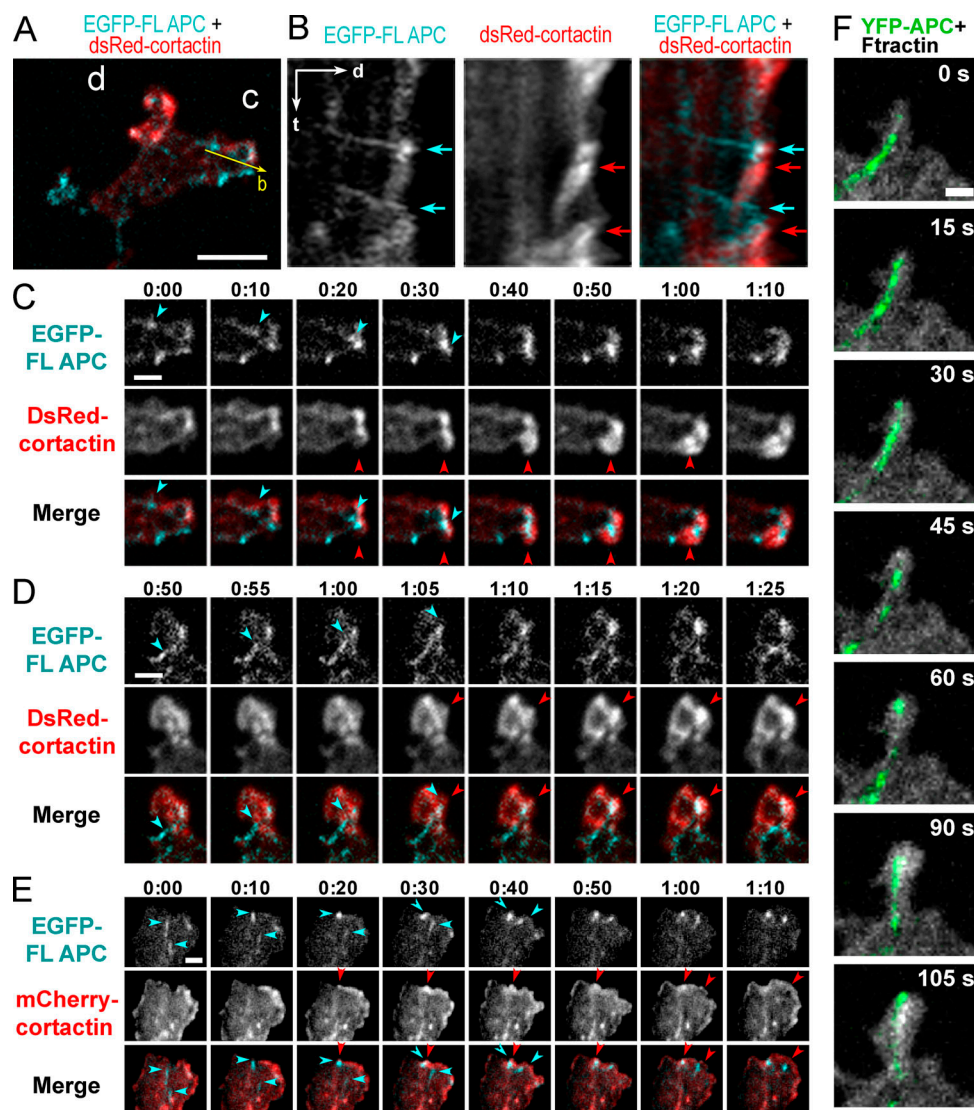 A
EGFP-FL APC +
dsRed-cortactin
d
c
b
B
EGFP-FL APC
dsRed-cortactin
EGFP-FL APC +
dsRed-cortactin
d
t
C
0:00 0:10 0:20 0:30 0:40 0:50 1:00 1:10
EGFP-
FL APC
DsRed-
cortactin
Merge
D
0:50 0:55 1:00 1:05 1:10 1:15 1:20 1:25
EGFP-
FL APC
DsRed-
cortactin
Merge
E
0:00 0:10 0:20 0:30 0:40 0:50 1:00 1:10
EGFP-
FL APC
mCherry-
cortactin
Merge
F
YFP-APC+
Ftractin
0 s
15 s
30 s
45 s
60 s
90 s
105 s